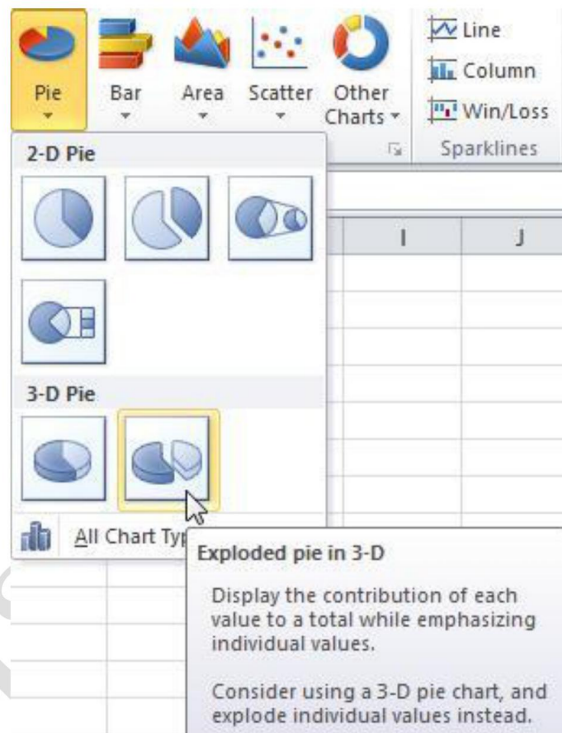 Pie Bar Area Scatter Other Charts
Line
Column
Win/Loss
Sparklines
2-D Pie
I J
3-D Pie
All Chart Typ
Exploded pie in 3-D
Display the contribution of each
value to a total while emphasizing
individual values.
Consider using a 3-D pie chart, and
explode individual values instead.